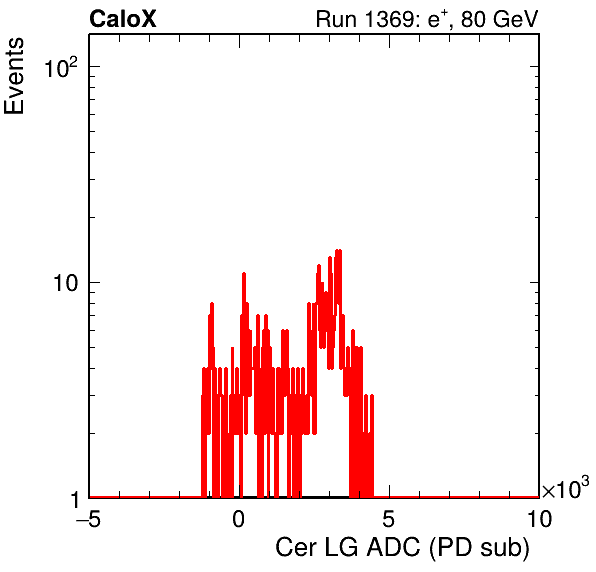 CaloX Run 1369: e⁺, 80 GeV
Events
10²
10
1
−5 0 5 10
×10³
Cer LG ADC (PD sub)